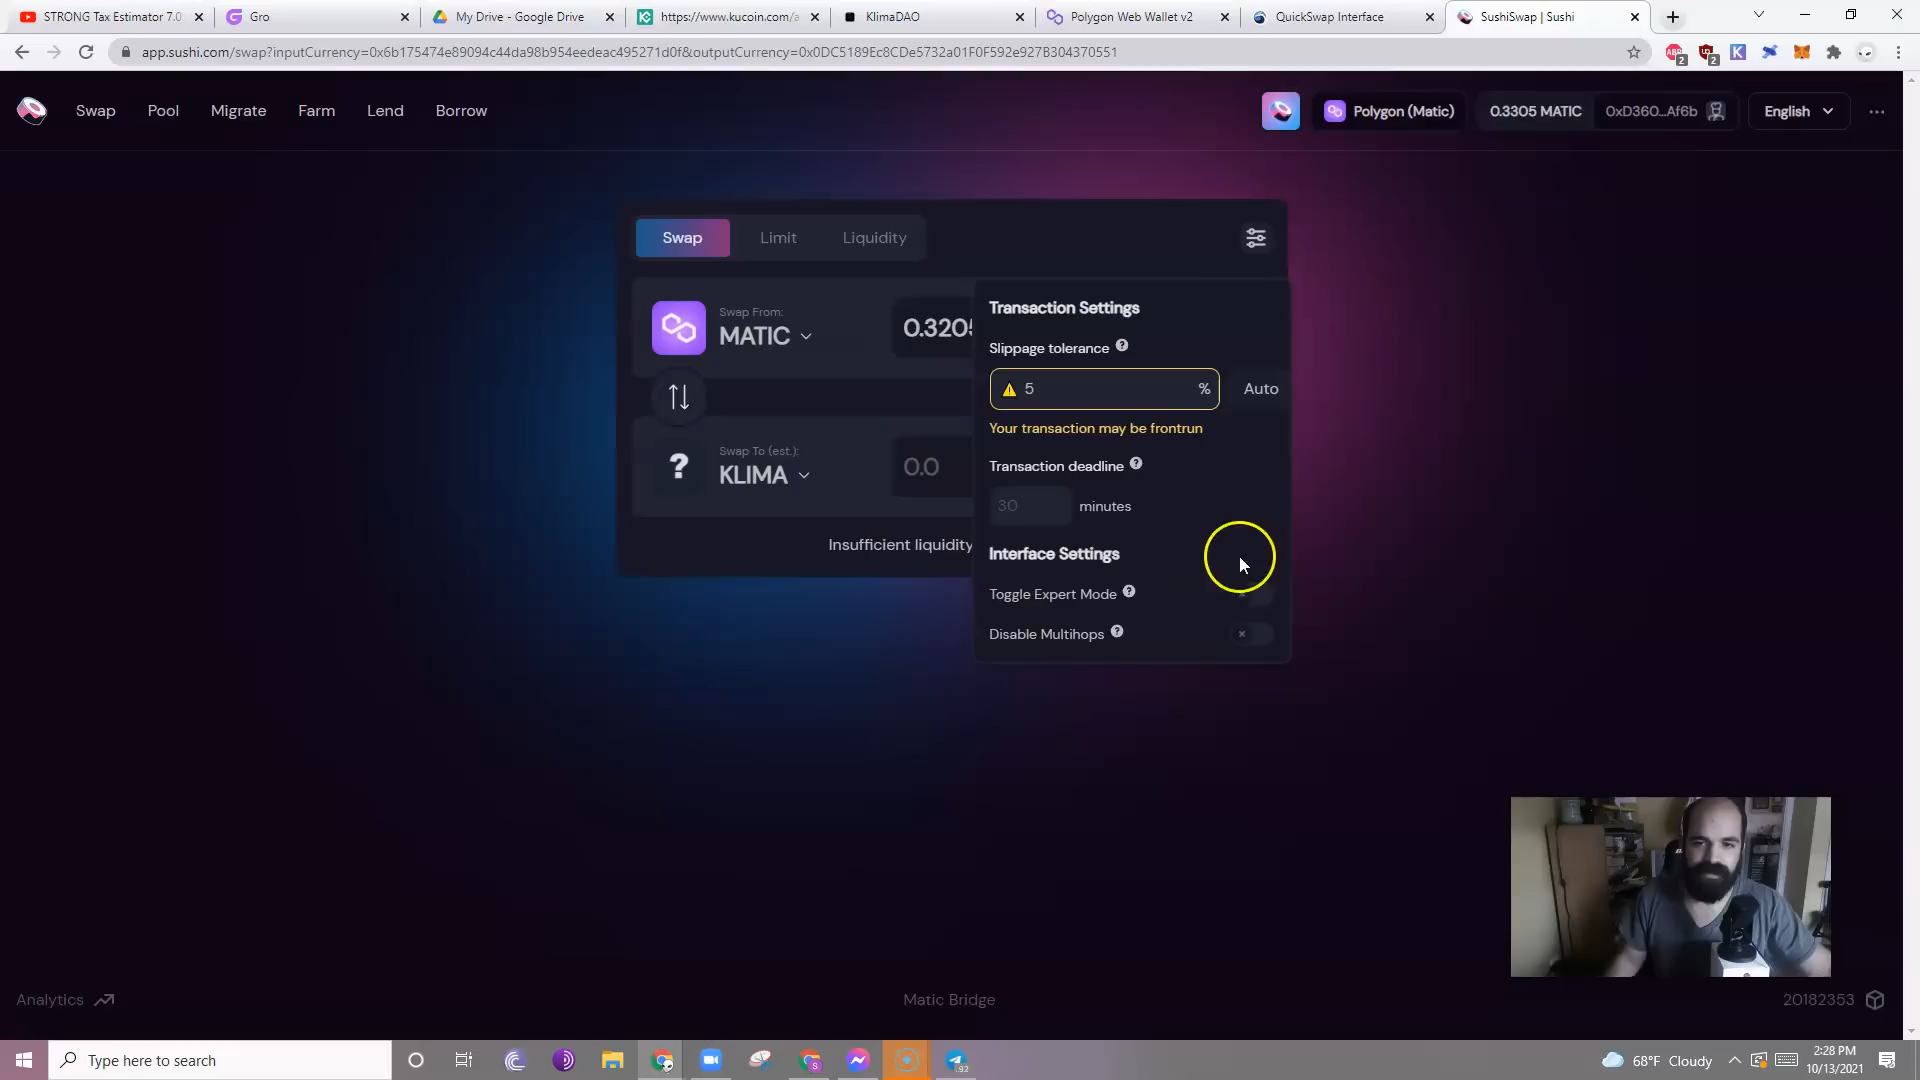 STRONG Tax Estimator 7.0
Gro
My Drive - Google Drive
https://www.kucoin.com/a
KlimaDAO
Polygon Web Wallet v2
QuickSwap Interface
SushiSwap | Sushi
app.sushi.com/swap?inputCurrency=0x6b175474e89094c44da98b954eedeac495271d0f&outputCurrency=0x0DC5189Ec8CDe5732a01F0F592e927B304370551
ABP 2
2
K
Swap
Pool
Migrate
Farm
Lend
Borrow
Polygon (Matic)
0.3305 MATIC
0xD360...Af6b
English
Swap
Limit
Liquidity
Swap From:
MATIC
0.3205
Swap To (est.):
KLIMA
0.0
Insufficient liquidity
Transaction Settings
Slippage tolerance
5 %
Auto
Your transaction may be frontrun
Transaction deadline
30 minutes
Interface Settings
Toggle Expert Mode
Disable Multihops
Analytics
Matic Bridge
20182353
Type here to search
92
68°F Cloudy
2:28 PM
10/13/2021